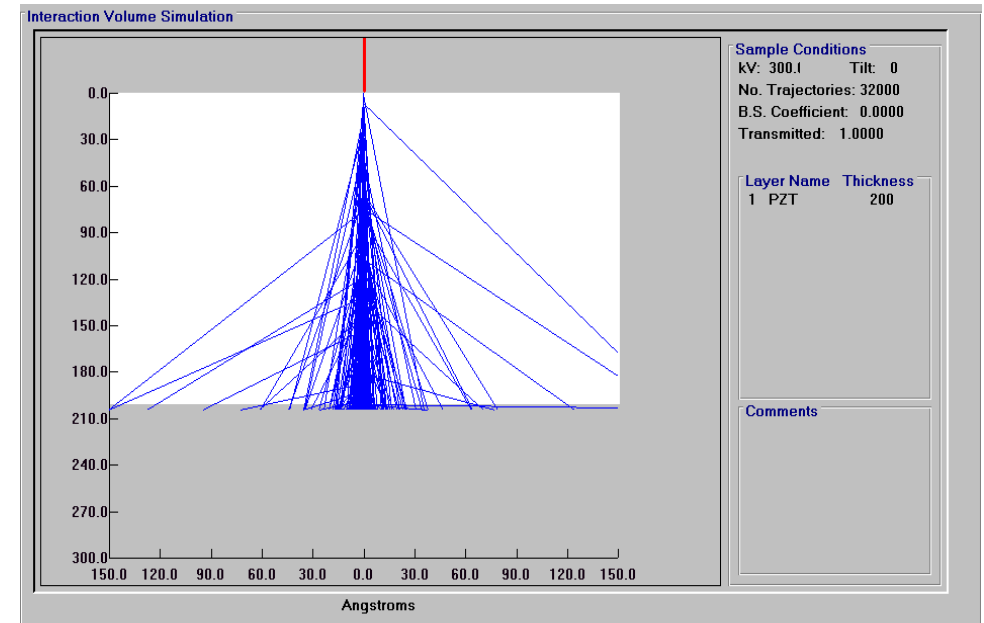 Interaction Volume Simulation
Sample Conditions
kV: 300.( Tilt: 0
No. Trajectories: 32000
B.S. Coefficient: 0.0000
Transmitted: 1.0000
Layer Name Thickness
1 PZT 200
Comments
0.0
30.0
60.0
90.0
120.0
150.0
180.0
210.0
240.0
270.0
300.0
150.0 120.0 90.0 60.0 30.0 0.0 30.0 60.0 90.0 120.0 150.0
Angstroms